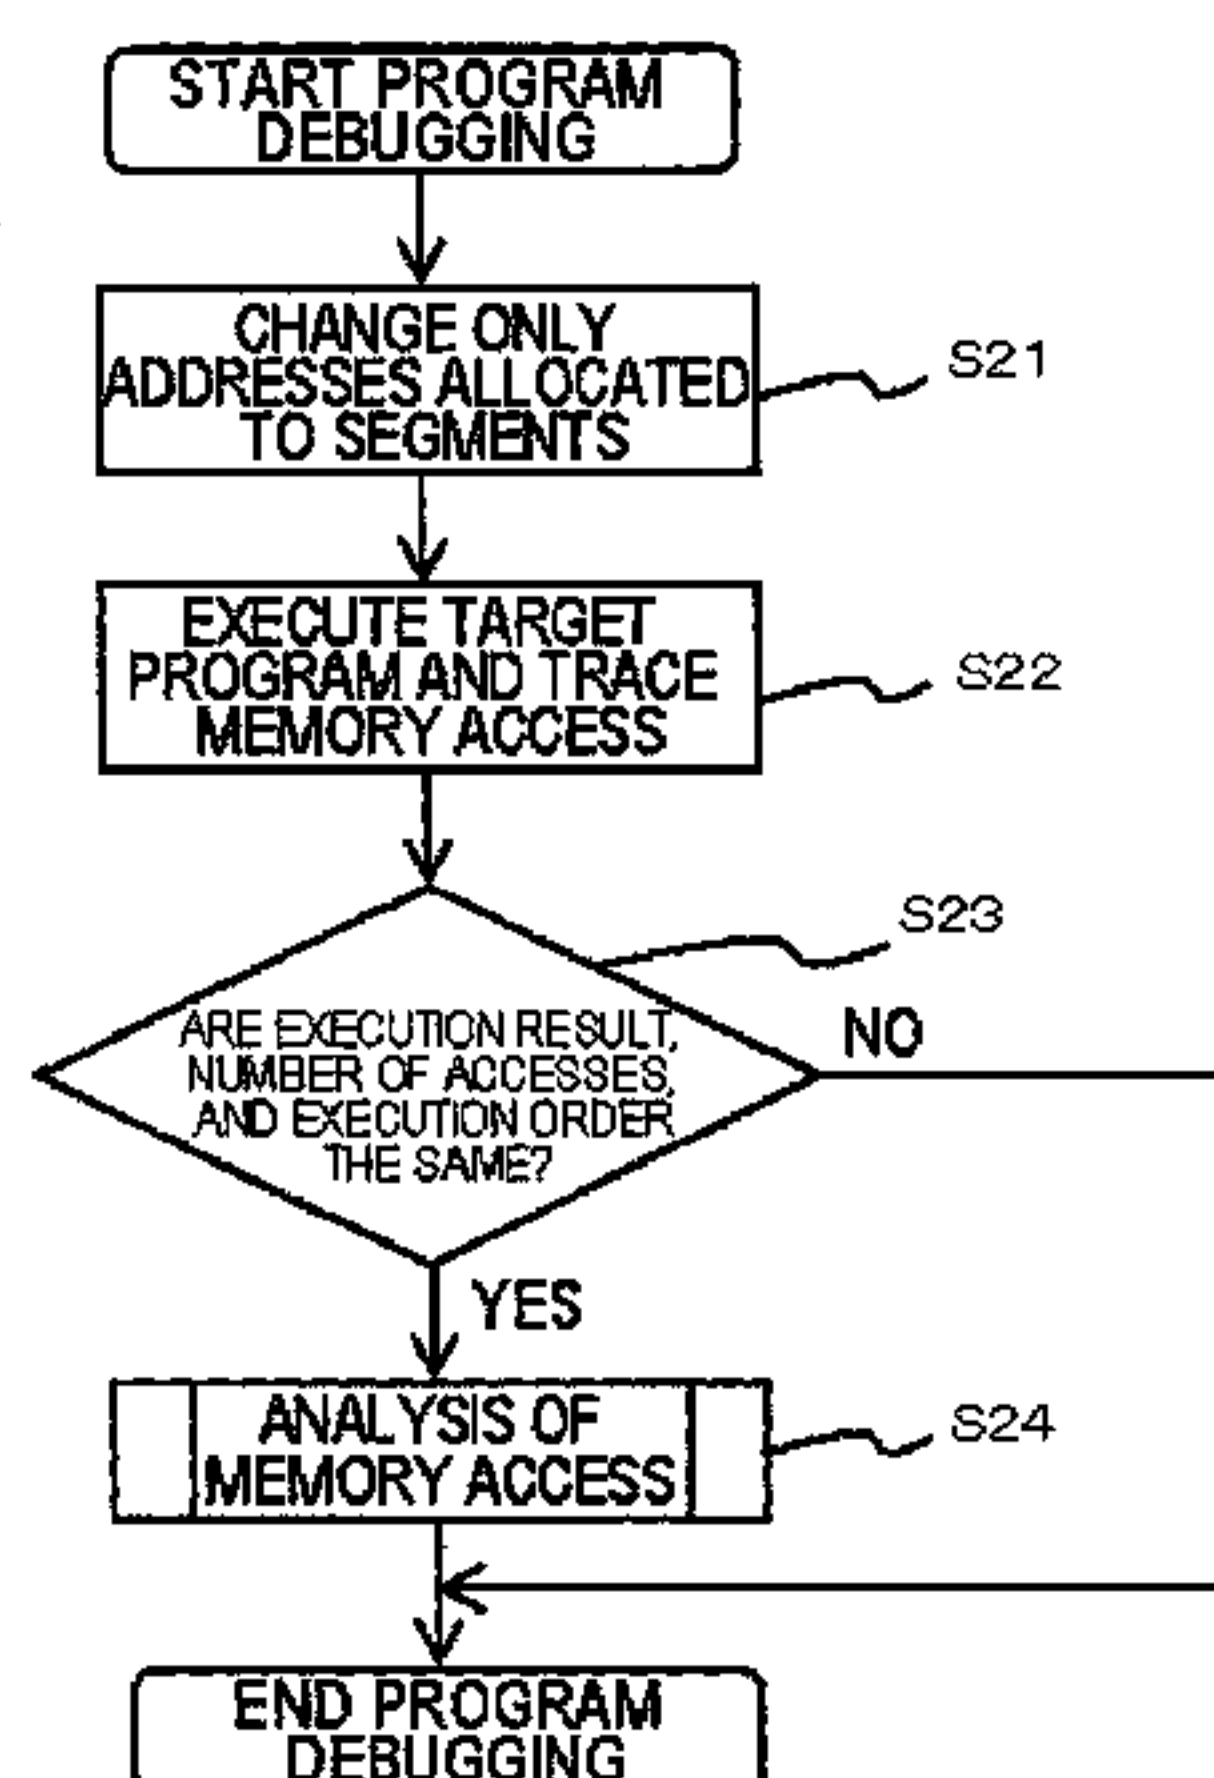 START PROGRAM
DEBUGGING
CHANGE ONLY
ADDRESSES ALLOCATED
TO SEGMENTS
S21
EXECUTE TARGET
PROGRAM AND TRACE
MEMORY ACCESS
S22
S23
ARE EXECUTION RESULT,
NUMBER OF ACCESSES,
AND EXECUTION ORDER
THE SAME?
NO
YES
ANALYSIS OF
MEMORY ACCESS
S24
END PROGRAM
DEBUGGING